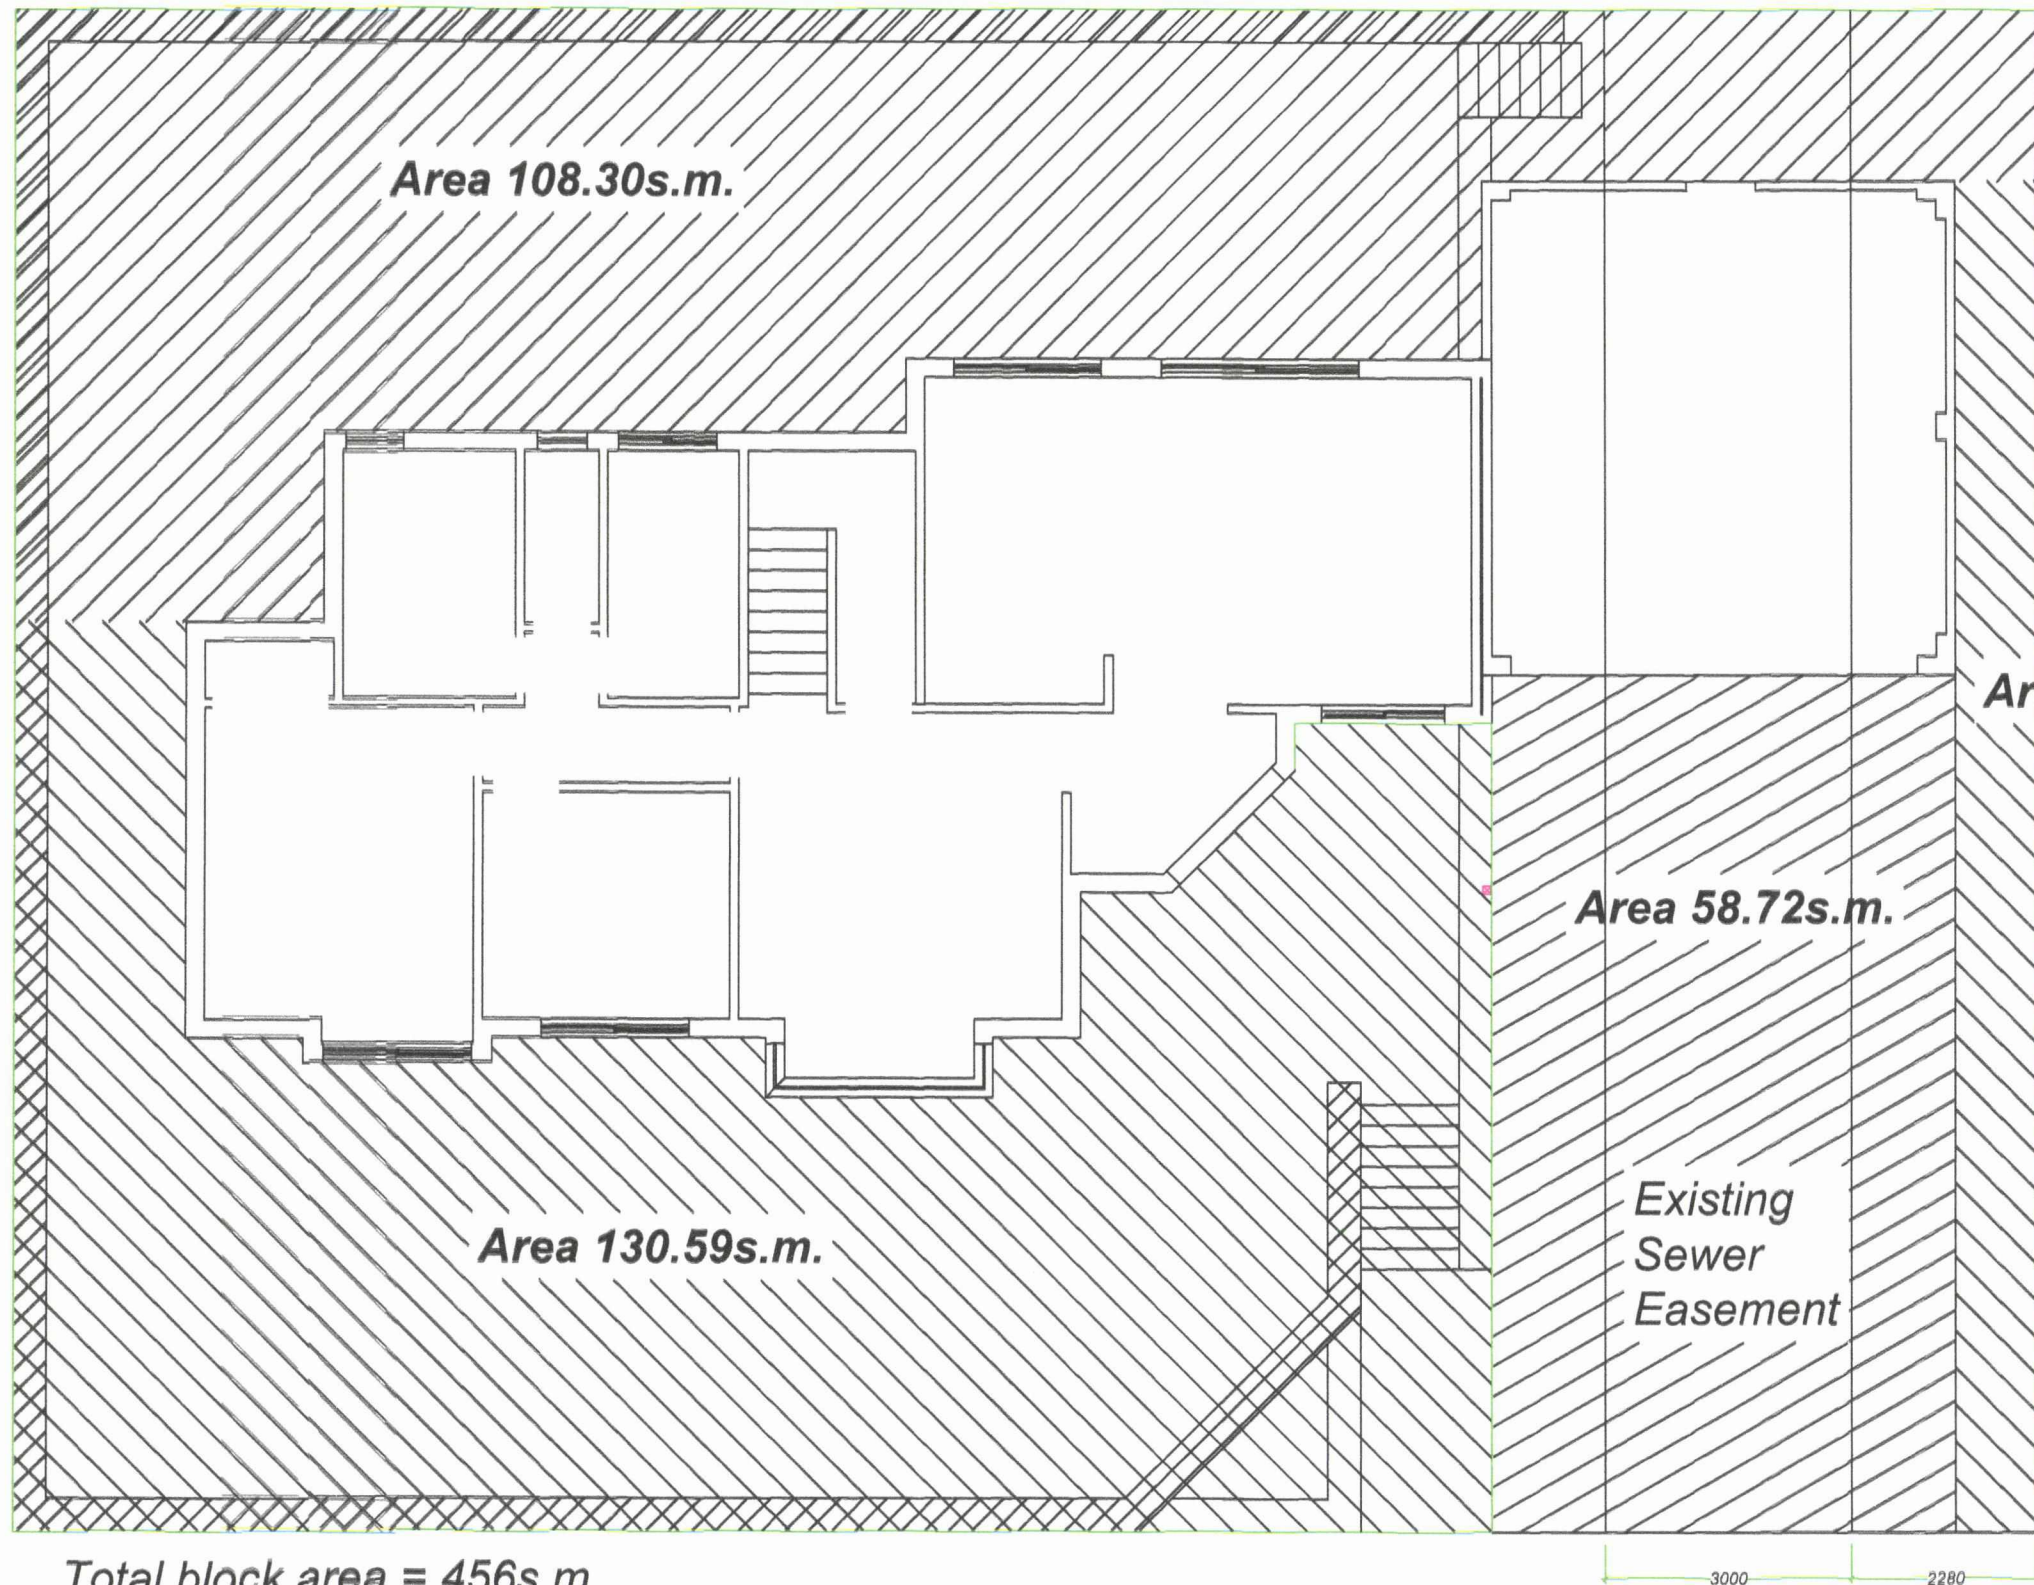 Area 108.30s.m.
Ar
Area 58.72s.m.
Existing
Sewer
Easement
Area 130.59s.m.
Total block area = 456s.m
3000
2280